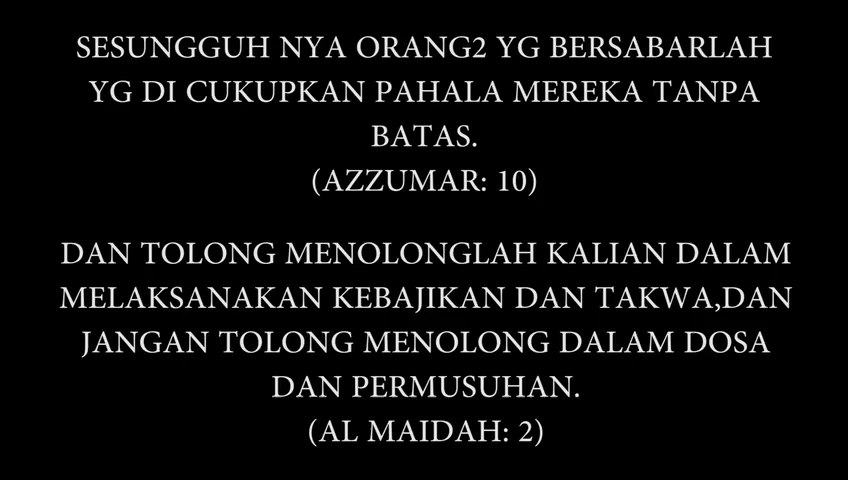 SESUNGGUH NYA ORANG2 YG BERSABARLAH
YG DI CUKUPKAN PAHALA MEREKA TANPA
BATAS.
(AZZUMAR: 10)
DAN TOLONG MENOLONGLAH KALIAN DALAM
MELAKSANAKAN KEBAJIKAN DAN TAKWA,DAN
JANGAN TOLONG MENOLONG DALAM DOSA
DAN PERMUSUHAN.
(AL MAIDAH: 2)